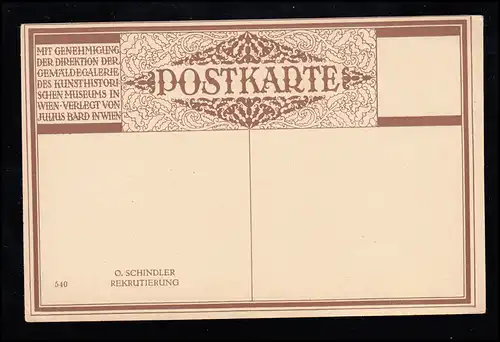 MIT GENEHMIGUNG
DER DIREKTION DER
GEMÄLDEGALERIE
DES KUNSTHISTORI-
SCHEN MUSEUMS IN
WIEN·VERLEGT VON
JULIUS BARD IN WIEN
POSTKARTE
O. SCHINDLER
REKRUTIERUNG
540